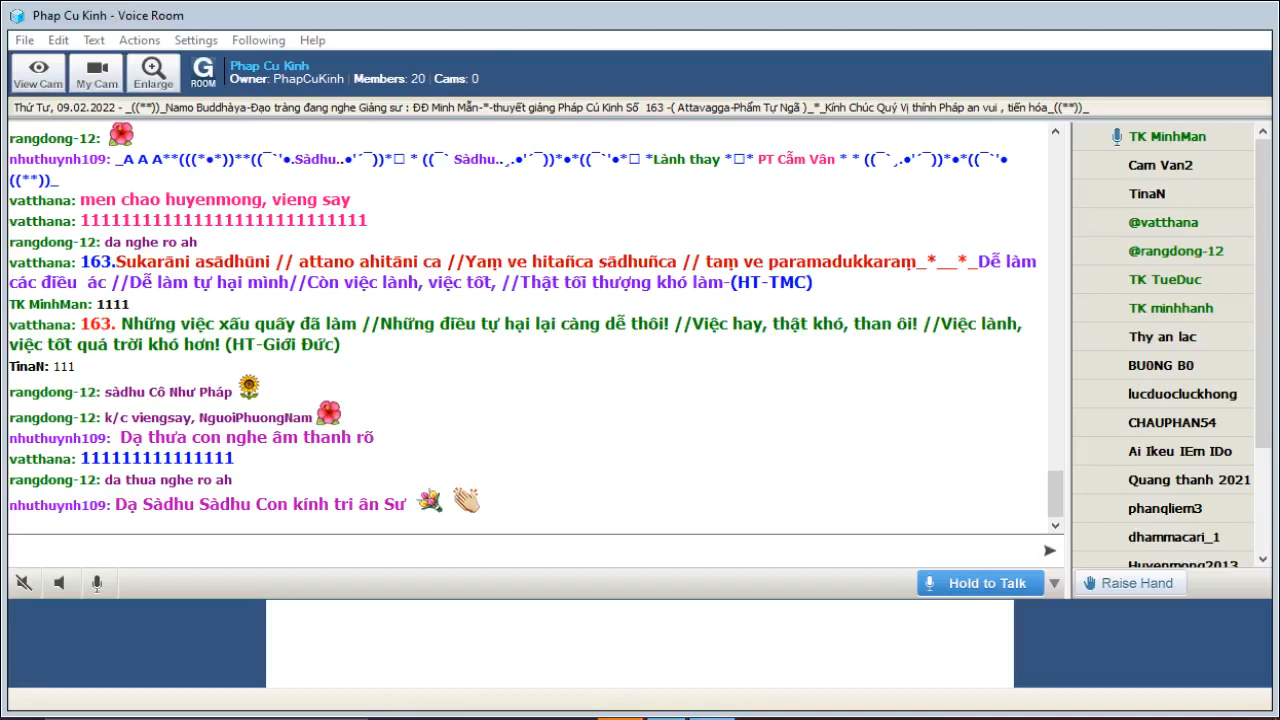 Phap Cu Kinh - Voice Room
File Edit Text Actions Settings Following Help
View Cam My Cam Enlarge G ROOM
Phap Cu Kinh
Owner: PhapCuKinh | Members: 20 | Cams: 0
Thứ Tư, 09.02.2022 - _((**))_Namo Buddhàya-Đạo tràng đang nghe Giảng sư : ĐĐ Minh Mẫn-*-thuyết giảng Pháp Cú Kinh Số  163 -( Attavagga-Phẩm Tự Ngã )_*_Kính Chúc Quý Vị thính Pháp an vui , tiến hóa_((**))_
rangdong-12:
nhuthuynh109: _A A A**(((*•*))**((¯`'•.Sàdhu..•'´¯))*□ * ((¯` Sàdhu..¸.•'´¯))*•*((¯`'•*□ *Lành thay *□* PT Cẩm Vân * * ((¯`¸.•'´¯))*•*((¯`'•
((**))_
vatthana: men chao huyenmong, vieng say
vatthana: 1111111111111111111111111111
rangdong-12: da nghe ro ah
vatthana: 163.Sukarāni asādhūni // attano ahitāni ca //Yaṃ ve hitañca sādhuñca // taṃ ve paramadukkaraṃ_*__*_Dễ làm
các điều  ác //Dễ làm tự hại mình//Còn việc lành, việc tốt, //Thật tối thượng khó làm-(HT-TMC)
TK MinhMan: 1111
vatthana: 163. Những việc xấu quấy đã làm //Những điều tự hại lại càng dễ thôi! //Việc hay, thật khó, than ôi! //Việc lành,
việc tốt quá trời khó hơn! (HT-Giới Đức)
TinaN: 111
rangdong-12: sàdhu Cô Như Pháp
rangdong-12: k/c viengsay, NguoiPhuongNam
nhuthuynh109: Dạ thưa con nghe âm thanh rõ
vatthana: 111111111111111
rangdong-12: da thua nghe ro ah
nhuthuynh109: Dạ Sàdhu Sàdhu Con kính tri ân Sư
Hold to Talk
TK MinhMan
Cam Van2
TinaN
@vatthana
@rangdong-12
TK TueDuc
TK minhhanh
Thy an lac
BU0NG B0
lucduocluckhong
CHAUPHAN54
Ai Ikeu IEm IDo
Quang thanh 2021
phanqliem3
dhammacari_1
Huyenmong2013
Raise Hand